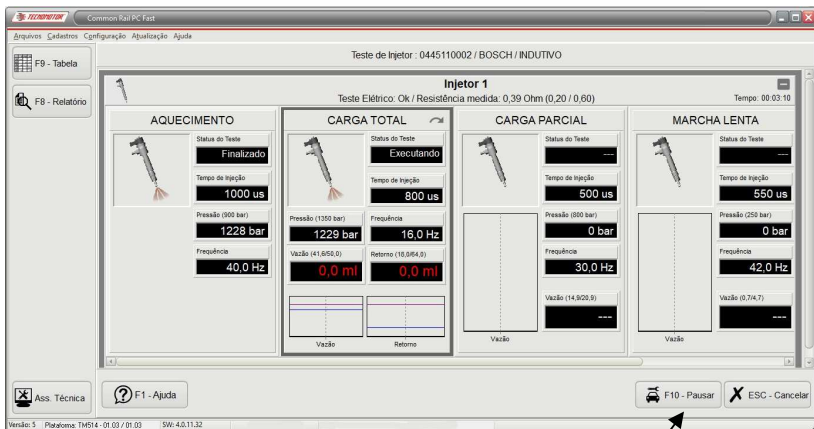 TECNOMOTOR Common Rail PC Fast
Arquivos Cadastros Configuração Atualização Ajuda
F9 - Tabela
F8 - Relatório
Teste de Injetor : 0445110002 / BOSCH / INDUTIVO
Injetor 1
Teste Elétrico: Ok / Resistência medida: 0,39 Ohm (0,20 / 0,60)
Tempo: 00:03:10
AQUECIMENTO
Status do Teste
Finalizado
Tempo de Injeção
1000 us
Pressão (900 bar)
1228 bar
Frequência
40,0 Hz
CARGA TOTAL
Status do Teste
Executando
Tempo de Injeção
800 us
Pressão (1350 bar)
1229 bar
Frequência
16,0 Hz
Vazão (41,6/50,0)
0,0 ml
Retorno (16,0/64,0)
0,0 ml
Vazão
Retorno
CARGA PARCIAL
Status do Teste
---
Tempo de Injeção
500 us
Pressão (800 bar)
0 bar
Frequência
30,0 Hz
Vazão (14,9/20,9)
---
Vazão
MARCHA LENTA
Status do Teste
---
Tempo de Injeção
550 us
Pressão (250 bar)
0 bar
Frequência
42,0 Hz
Vazão (0,7/4,7)
---
Vazão
Ass. Técnica
F1 - Ajuda
F10 - Pausar
ESC - Cancelar
Versão: 5 Plataforma: TM514 - 01.03 / 01.03 SW: 4.0.11.32